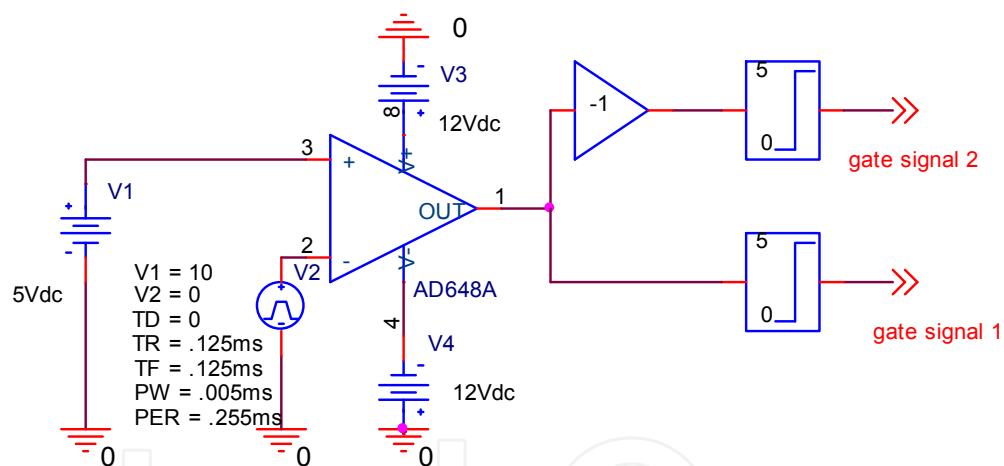 0
V3
12Vdc
8
V+
3
+
V1
+
-
5Vdc
2
-
V2
V1 = 10
V2 = 0
TD = 0
TR = .125ms
TF = .125ms
PW = .005ms
PER = .255ms
OUT
1
V-
AD648A
4
V4
12Vdc
-
+
0
0
0
-1
5
0
gate signal 2
5
0
gate signal 1